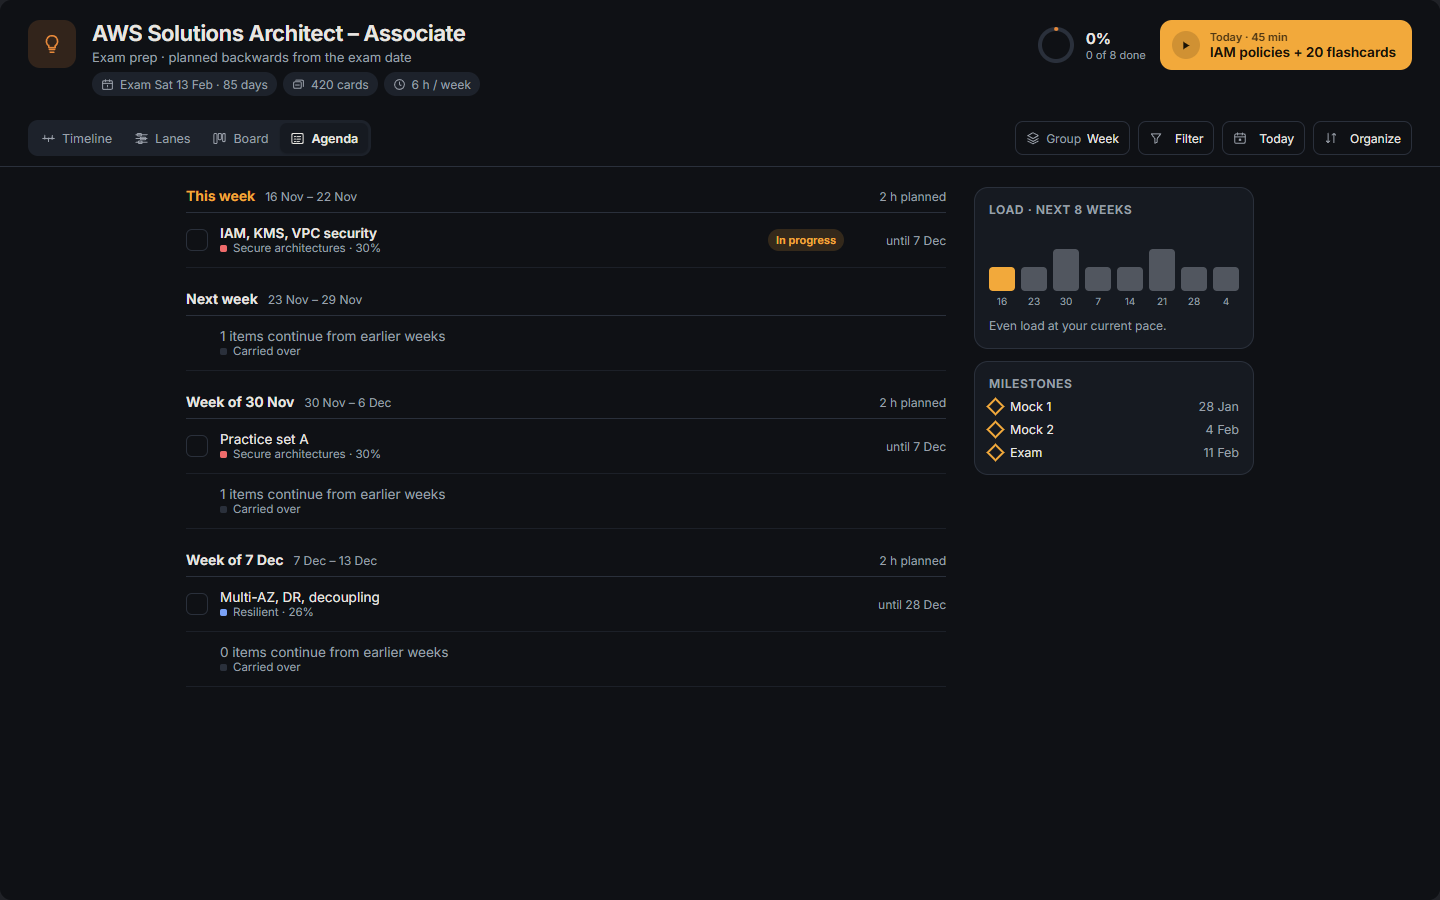 AWS Solutions Architect – Associate
Exam prep · planned backwards from the exam date
Exam Sat 13 Feb · 85 days
420 cards
6 h / week
0%
0 of 8 done
Today · 45 min
IAM policies + 20 flashcards
Timeline
Lanes
Board
Agenda
Group Week
Filter
Today
Organize
This week 16 Nov – 22 Nov
2 h planned
IAM, KMS, VPC security
Secure architectures · 30%
In progress
until 7 Dec
Next week 23 Nov – 29 Nov
1 items continue from earlier weeks
Carried over
Week of 30 Nov 30 Nov – 6 Dec
2 h planned
Practice set A
Secure architectures · 30%
until 7 Dec
1 items continue from earlier weeks
Carried over
Week of 7 Dec 7 Dec – 13 Dec
2 h planned
Multi-AZ, DR, decoupling
Resilient · 26%
until 28 Dec
0 items continue from earlier weeks
Carried over
LOAD · NEXT 8 WEEKS
16 23 30 7 14 21 28 4
Even load at your current pace.
MILESTONES
Mock 1 28 Jan
Mock 2 4 Feb
Exam 11 Feb